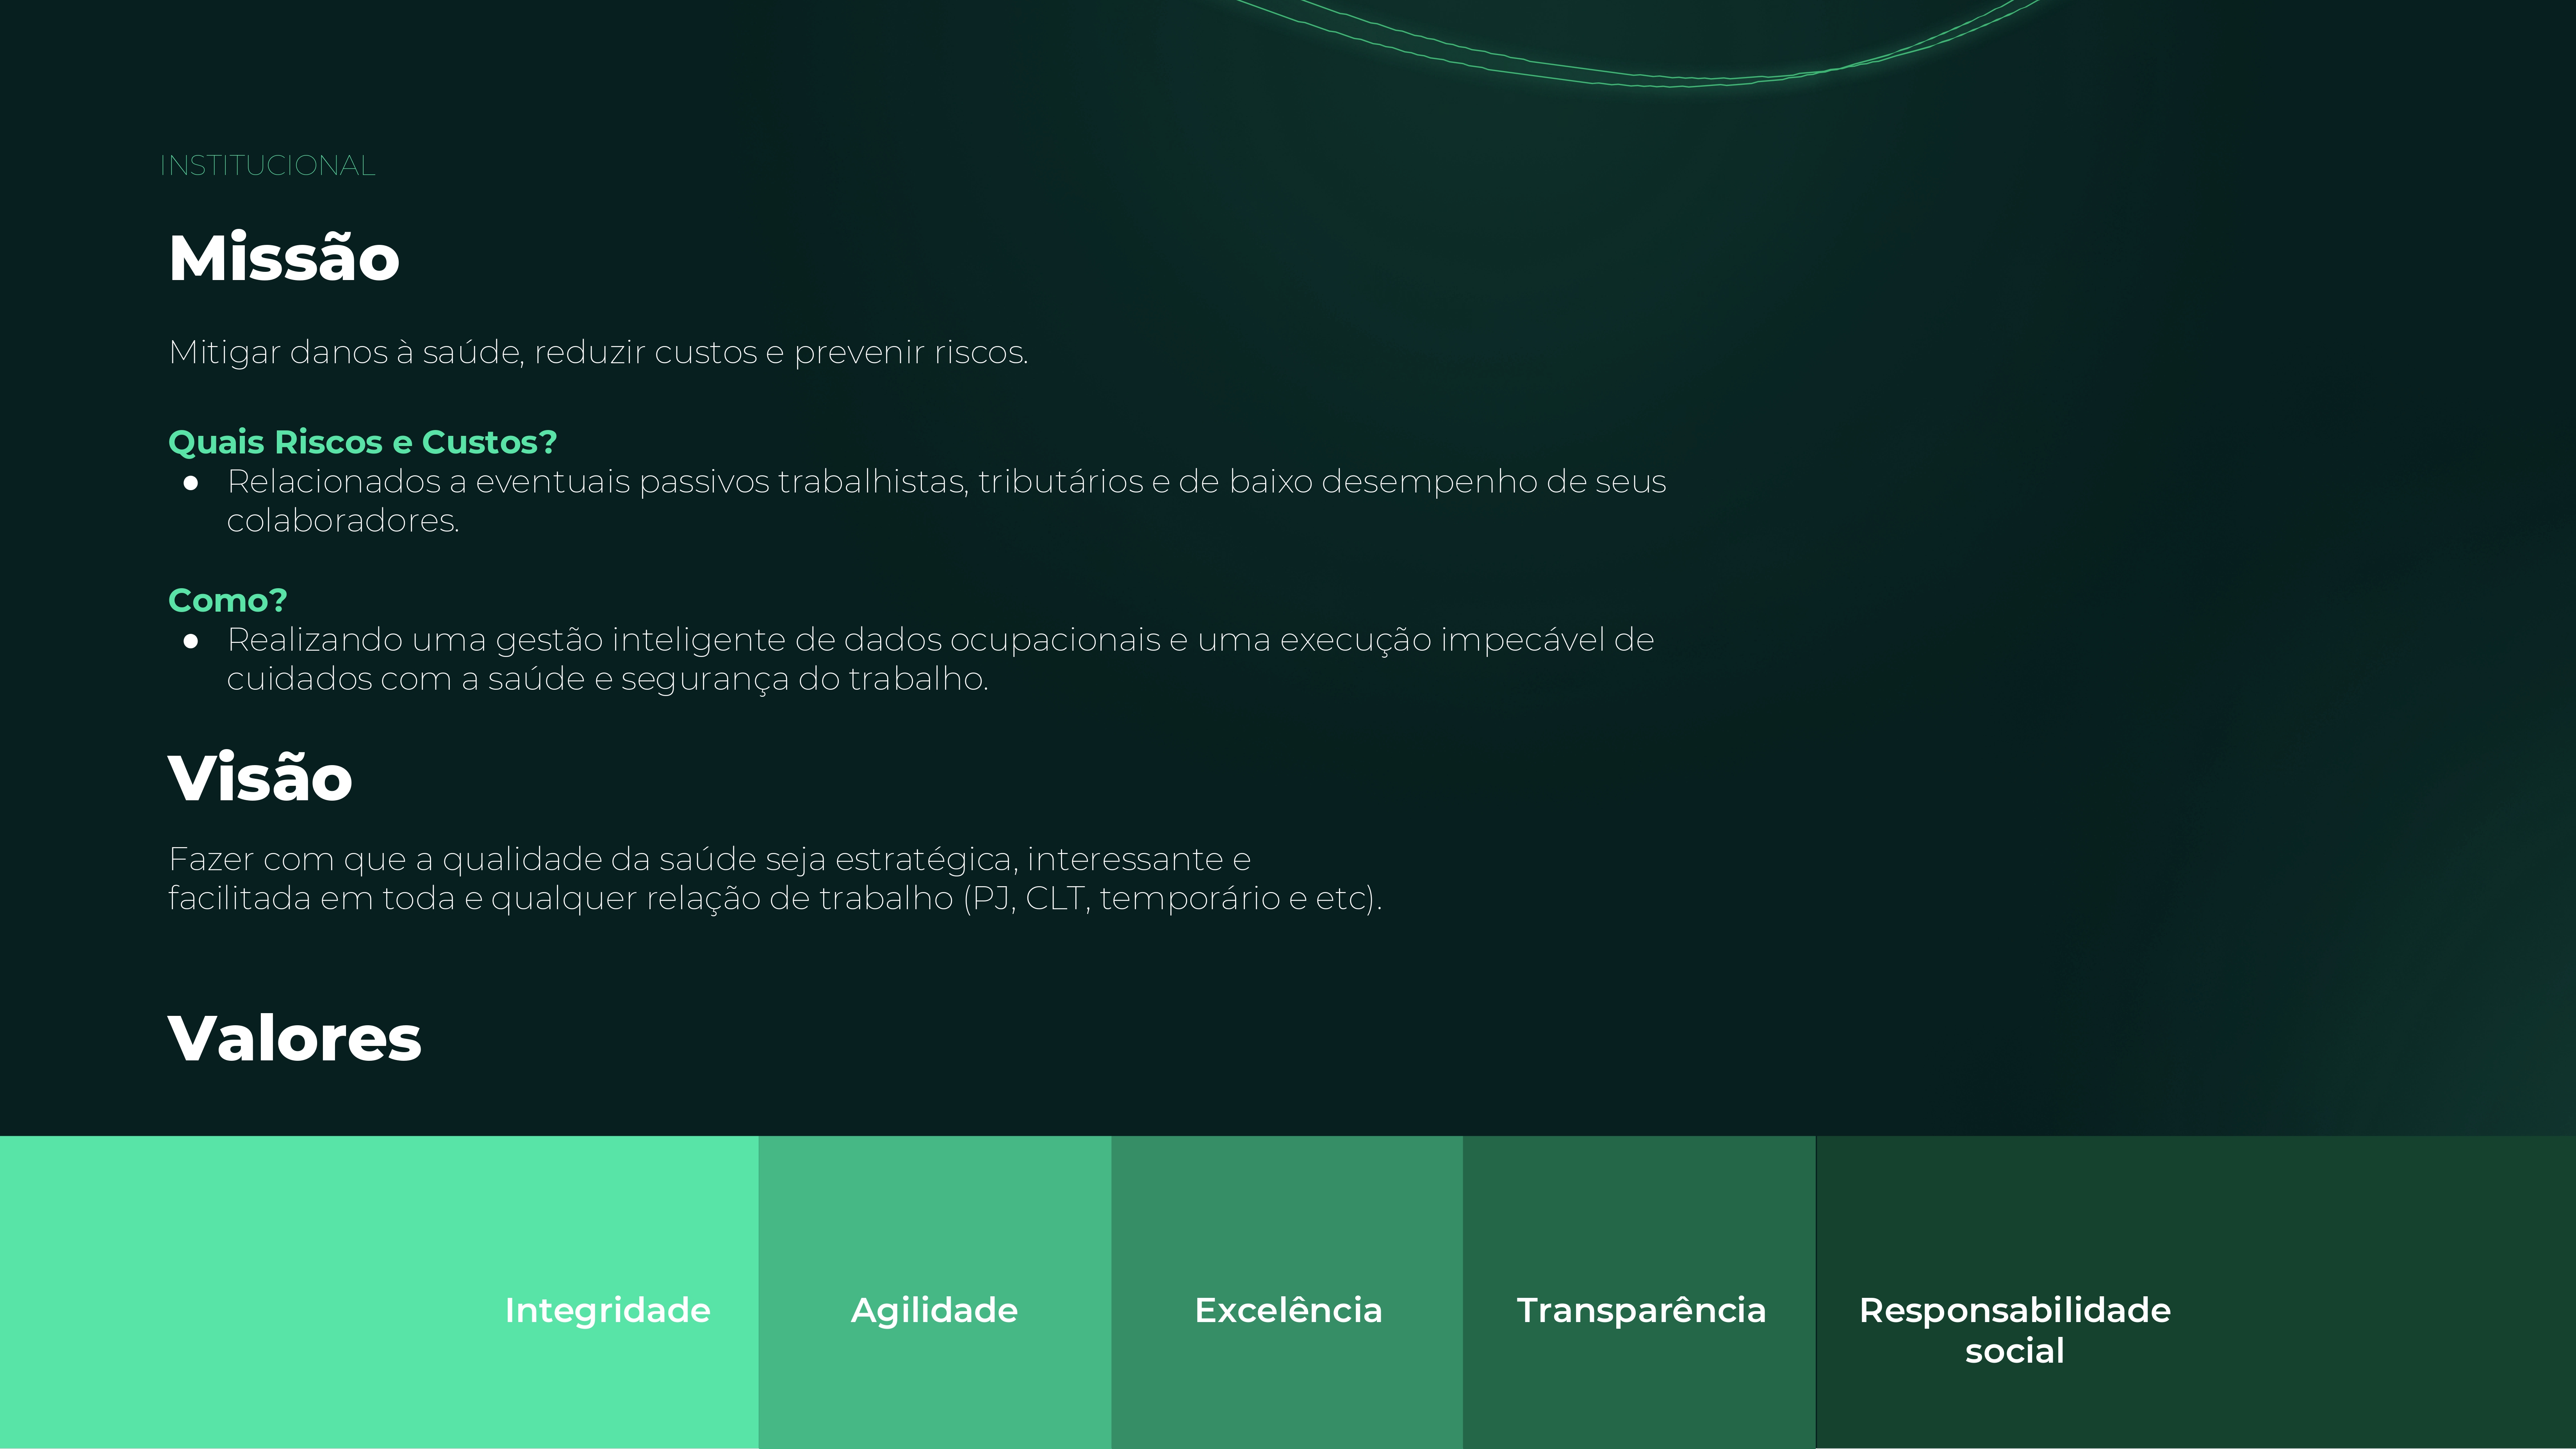 INSTITUCIONAL
Missão
Mitigar danos à saúde, reduzir custos e prevenir riscos.
Quais Riscos e Custos?
● Relacionados a eventuais passivos trabalhistas, tributários e de baixo desempenho de seus
colaboradores.
Como?
● Realizando uma gestão inteligente de dados ocupacionais e uma execução impecável de
cuidados com a saúde e segurança do trabalho.
Visão
Fazer com que a qualidade da saúde seja estratégica, interessante e
facilitada em toda e qualquer relação de trabalho (PJ, CLT, temporário e etc).
Valores
Integridade
Agilidade
Excelência
Transparência
Responsabilidade
social